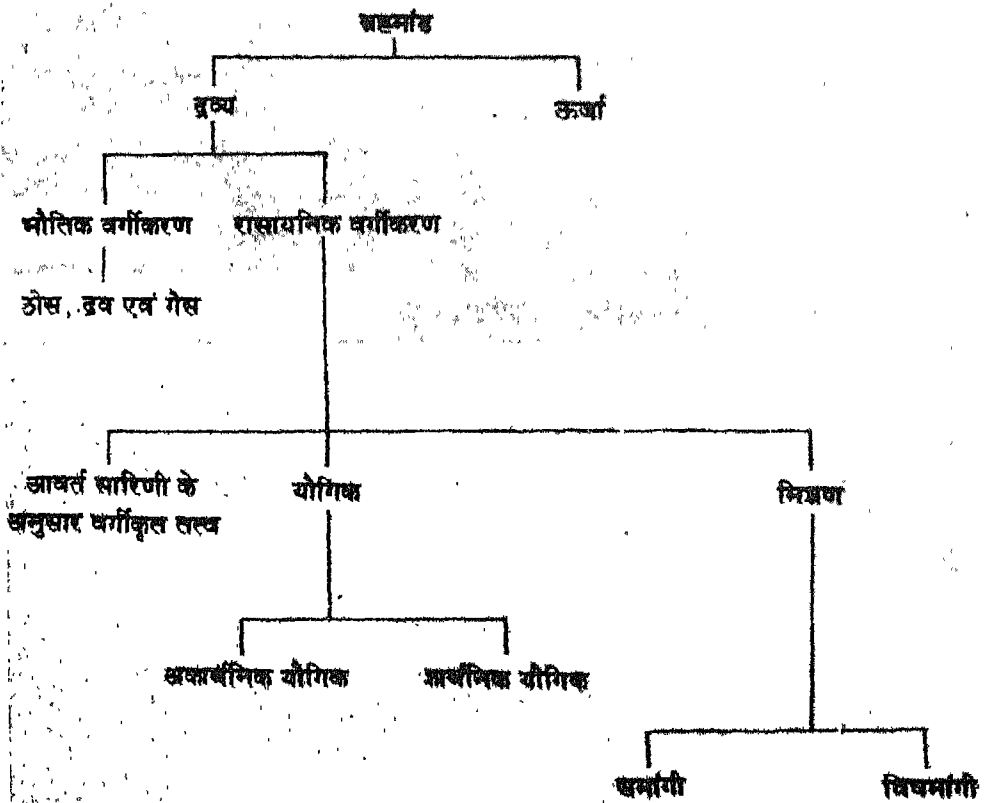 ब्रह्मांड
द्रव्य
ऊर्जा
भौतिक वर्गीकरण
रासायनिक वर्गीकरण
ठोस, द्रव एवं गैस
आवर्त सारिणी के
अनुसार वर्गीकृत तत्व
यौगिक
मिश्रण
अकार्बनिक यौगिक
कार्बनिक यौगिक
समांगी
विषमांगी